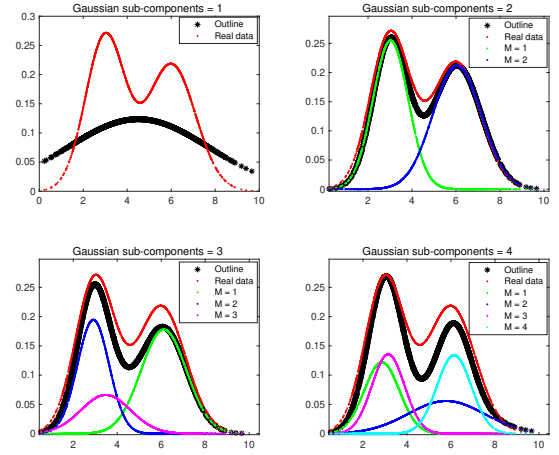 Gaussian sub-components = 1
Outline
Real data
0.3
0.25
0.2
0.15
0.1
0.05
0
0 2 4 6 8 10
Gaussian sub-components = 2
Outline
Real data
M = 1
M = 2
0.25
0.2
0.15
0.1
0.05
0
2 4 6 8 10
Gaussian sub-components = 3
Outline
Real data
M = 1
M = 2
M = 3
0.25
0.2
0.15
0.1
0.05
0
2 4 6 8 10
Gaussian sub-components = 4
Outline
Real data
M = 1
M = 2
M = 3
M = 4
0.25
0.2
0.15
0.1
0.05
0
2 4 6 8 10